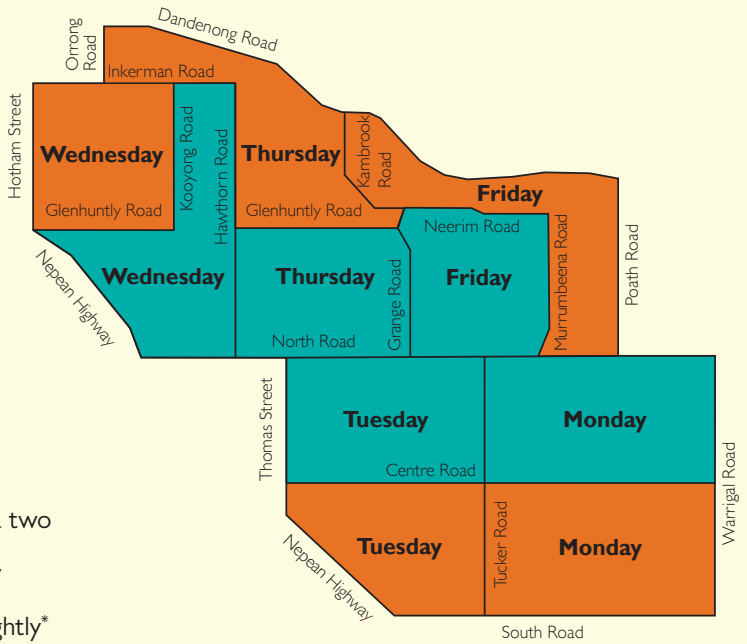 Dandenong Road
Orrong
Road
Inkerman Road
Hotham Street
Wednesday
Kooyong Road
Hawthorn Road
Thursday
Kambrook
Road
Friday
Glenhuntly Road
Glenhuntly Road
Neerim Road
Murrumbeena Road
Poath Road
Nepean Highway
Wednesday
Thursday
Grange Road
Friday
North Road
Thomas Street
Tuesday
Monday
Centre Road
Warrigal Road
two
Nepean Highway
Tuesday
Tucker Road
Monday
ghtly*
South Road